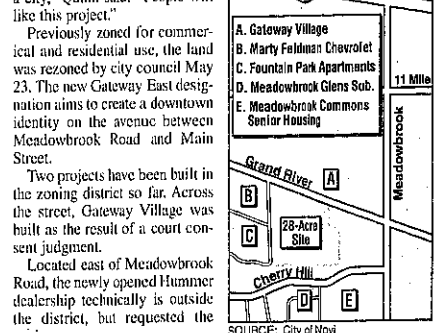 a city," Quinn said. "People will
like this project."
Previously zoned for commer-
ical and residential use, the land
was rezoned by city council May
23. The new Gateway East desig-
nation aims to create a downtown
identity on the avenue between
Meadowbrook Road and Main
Street.
Two projects have been built in
the zoning district so far. Across
the street, Gateway Village was
built as the result of a court con-
sent judgment.
Located east of Meadowbrook
Road, the newly opened Hummer
dealership technically is outside
the district, but requested the
A. Gateway Village
B. Marty Feldman Chevrolet
C. Fountain Park Apartments
D. Meadowbrook Glens Sub.
E. Meadowbrook Commons
Senior Housing
11 Mile
Meadowbrook
Grand River
A
B
C
28-Acre
Site
Cherry Hill
D
E
SOURCE: City of Novi